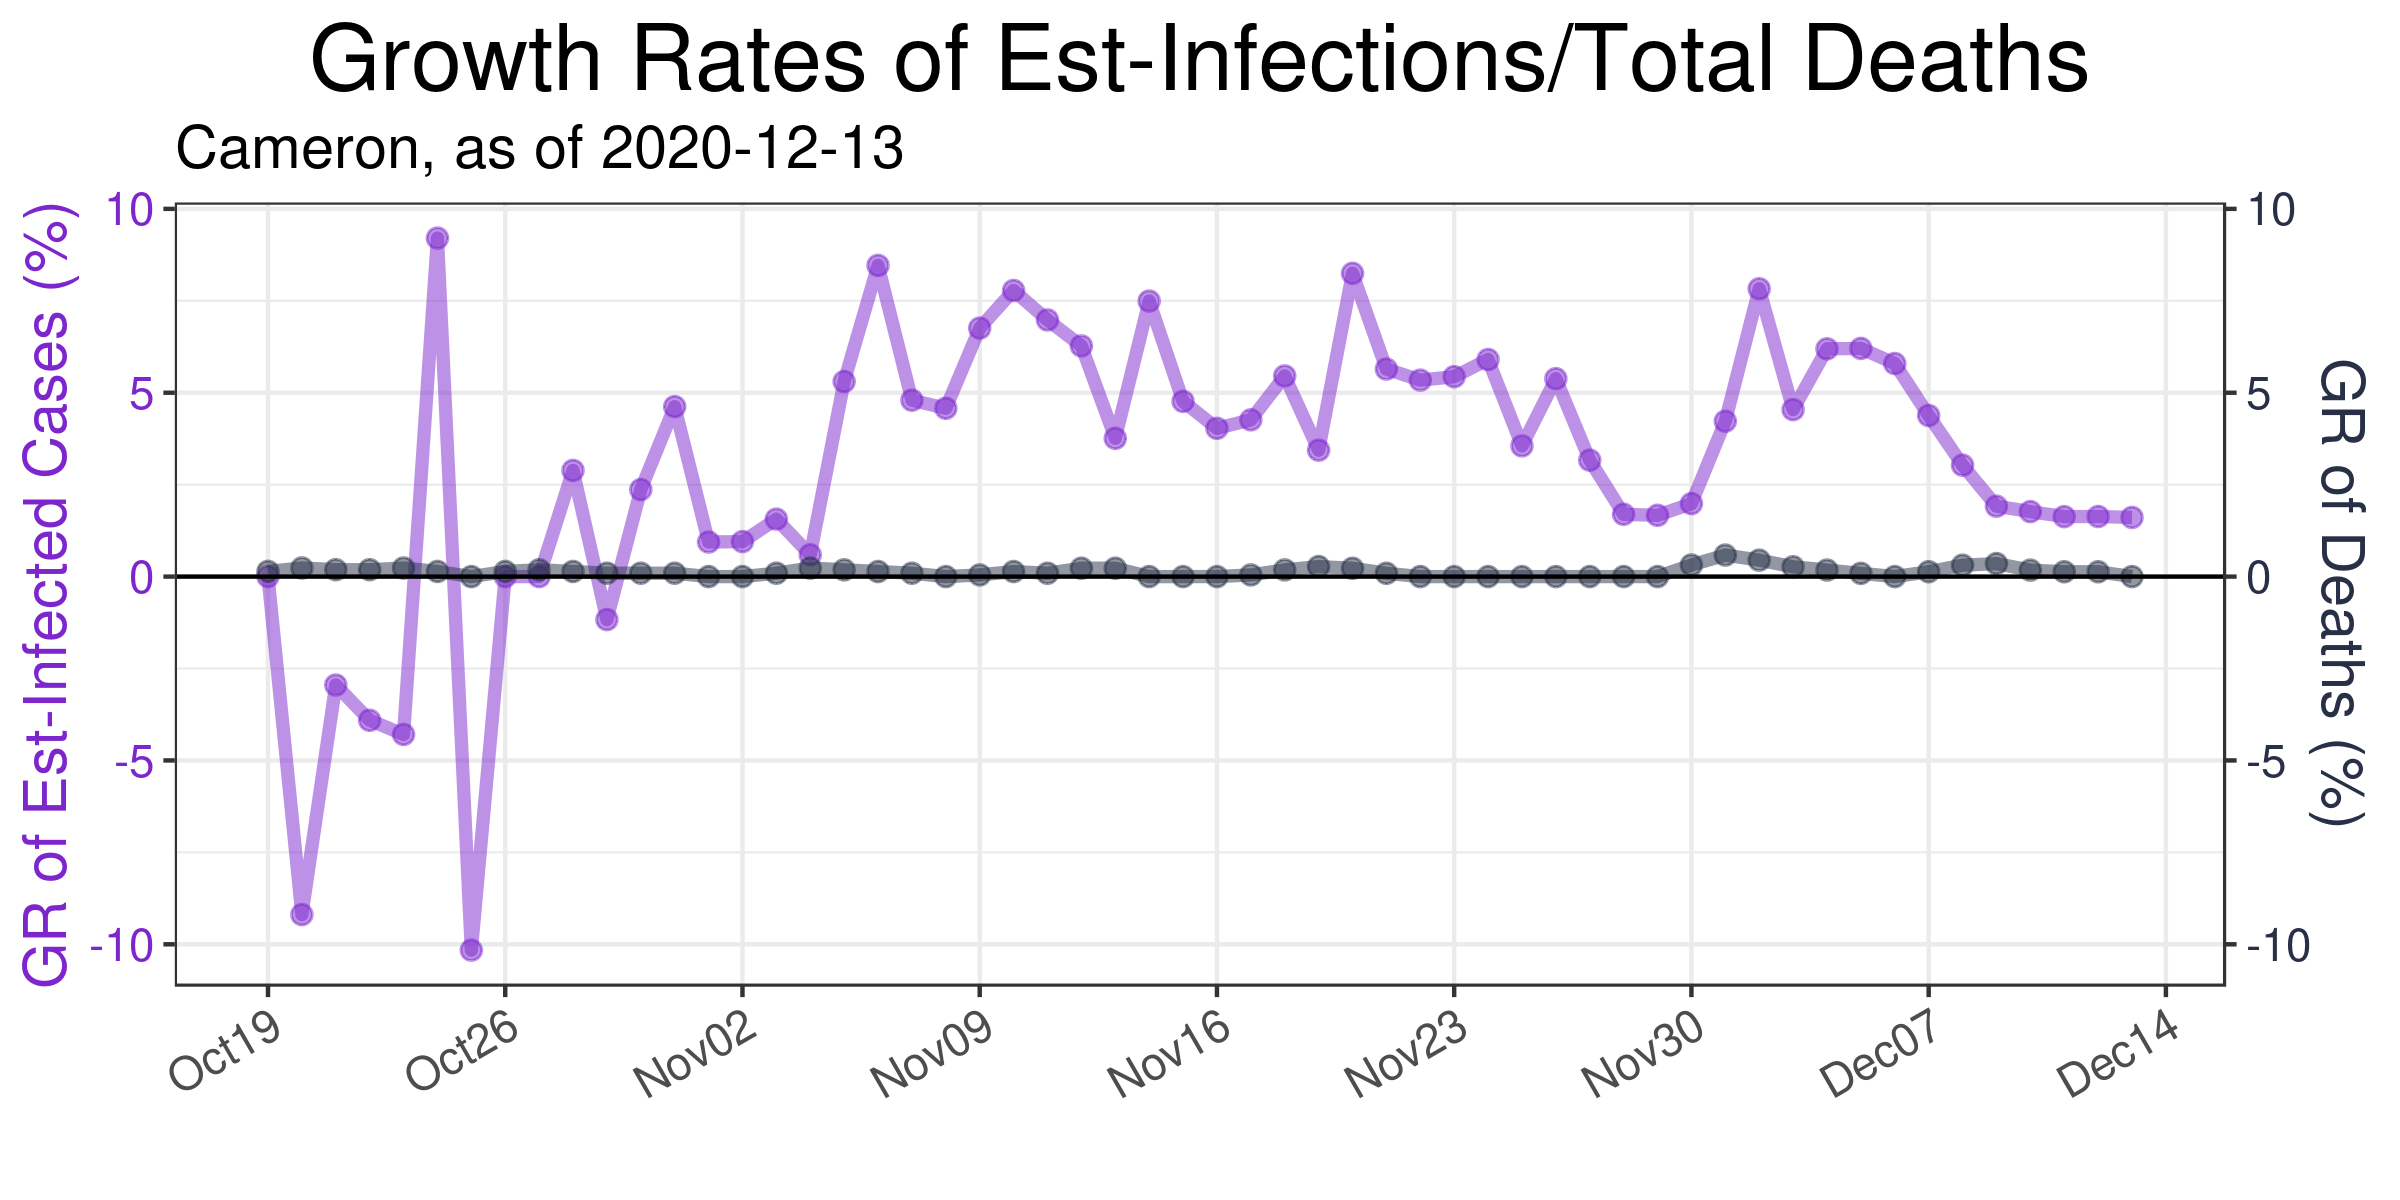 Growth Rates of Est-Infections/Total Deaths
Cameron, as of 2020-12-13
GR of Est-Infected Cases (%)
10
5
0
-5
-10
10
5
0
-5
-10
GR of Deaths (%)
Oct19
Oct26
Nov02
Nov09
Nov16
Nov23
Nov30
Dec07
Dec14